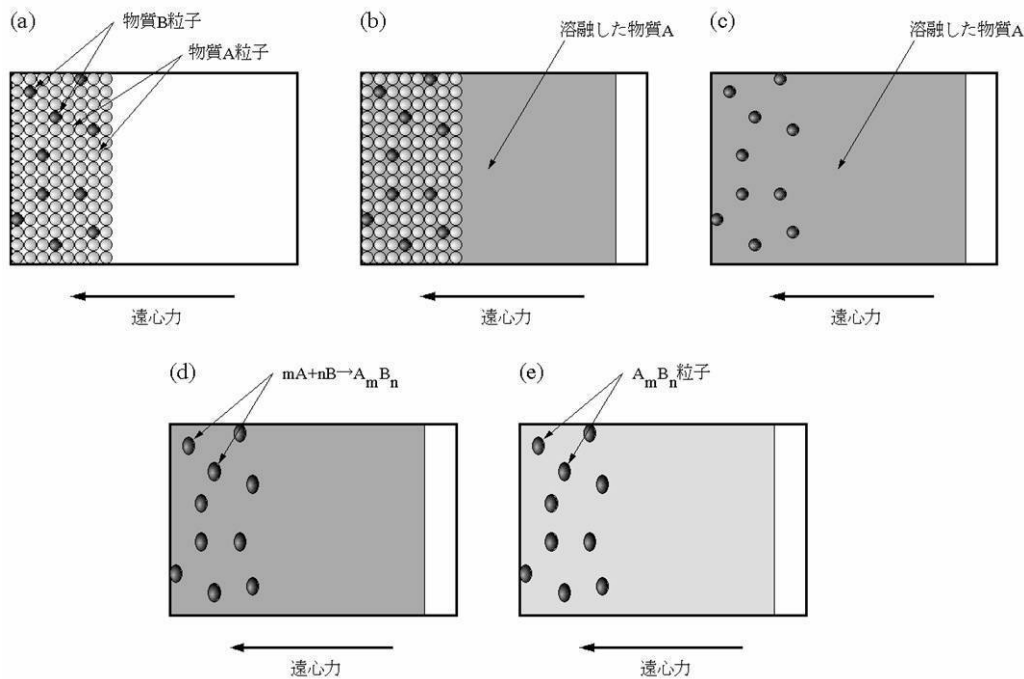 (a)
物質B粒子
物質A粒子
遠心力
(b)
溶融した物質A
遠心力
(c)
溶融した物質A
遠心力
(d)
mA+nB→AmBn
遠心力
(e)
AmBn粒子
遠心力